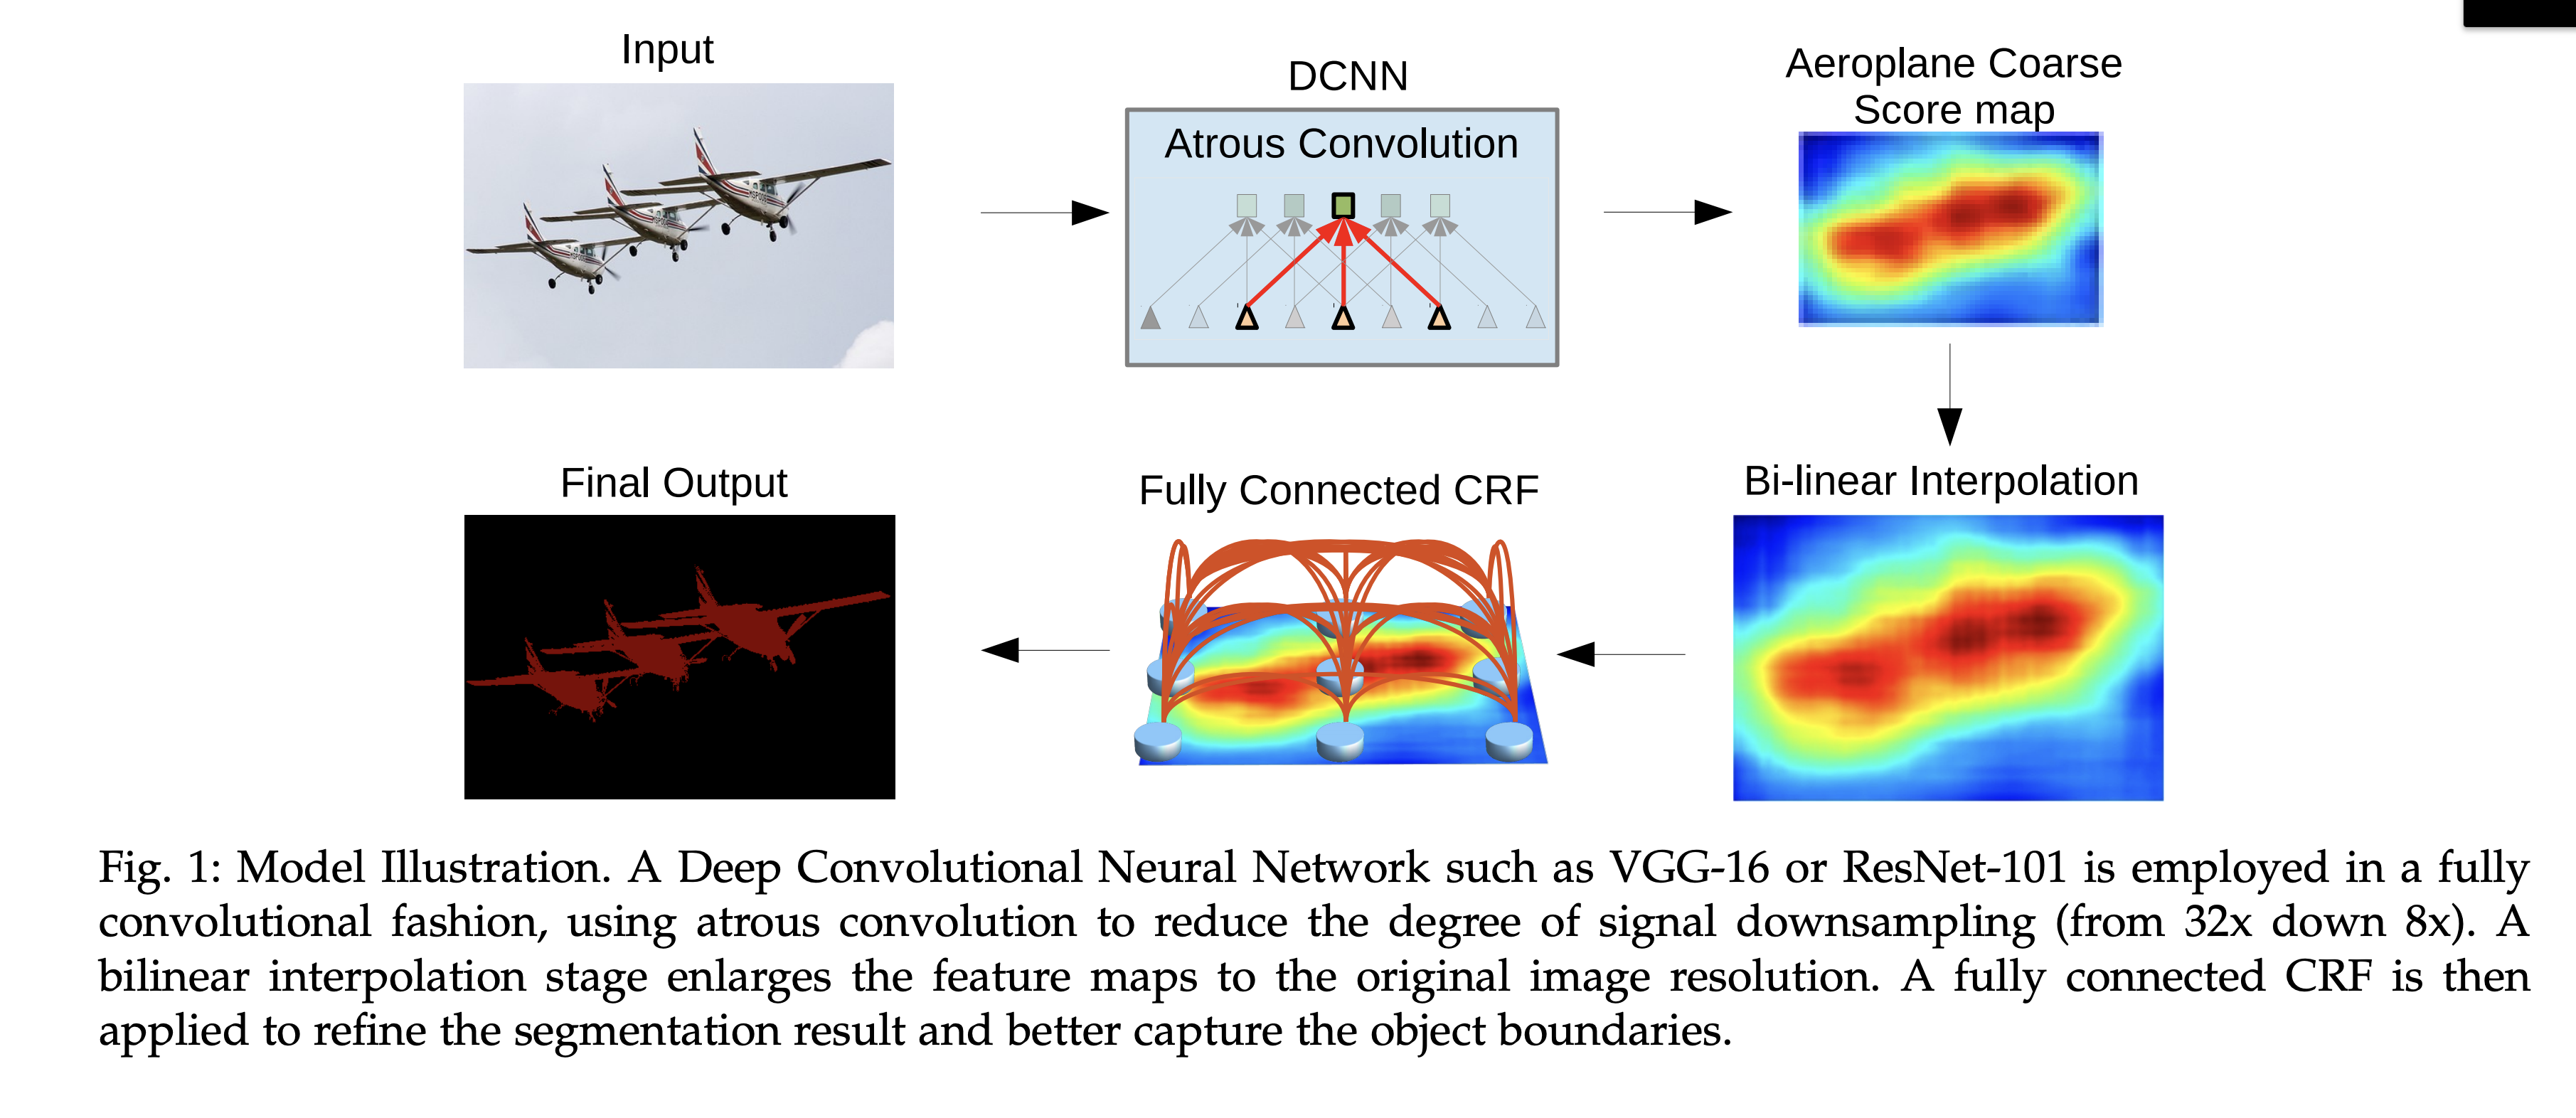 Input
DCNN
Aeroplane Coarse
Score map
Atrous Convolution
Final Output
Fully Connected CRF
Bi-linear Interpolation
Fig. 1: Model Illustration. A Deep Convolutional Neural Network such as VGG-16 or ResNet-101 is employed in a fully
convolutional fashion, using atrous convolution to reduce the degree of signal downsampling (from 32x down 8x). A
bilinear interpolation stage enlarges the feature maps to the original image resolution. A fully connected CRF is then
applied to refine the segmentation result and better capture the object boundaries.